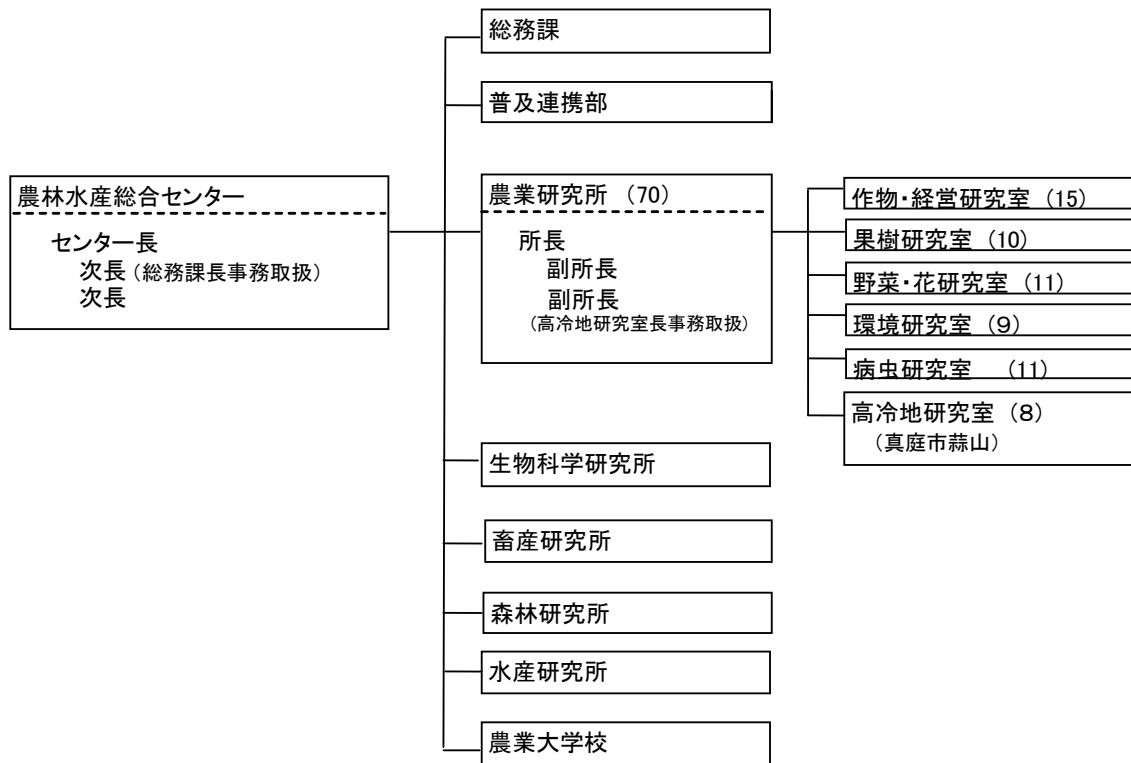 総務課
普及連携部
農林水産総合センター
センター長
次長(総務課長事務取扱)
次長
農業研究所 (70)
所長
副所長
副所長
(高冷地研究室長事務取扱)
作物・経営研究室 (15)
果樹研究室 (10)
野菜・花研究室 (11)
環境研究室 (9)
病虫研究室 (11)
高冷地研究室 (8)
(真庭市蒜山)
生物科学研究所
畜産研究所
森林研究所
水産研究所
農業大学校